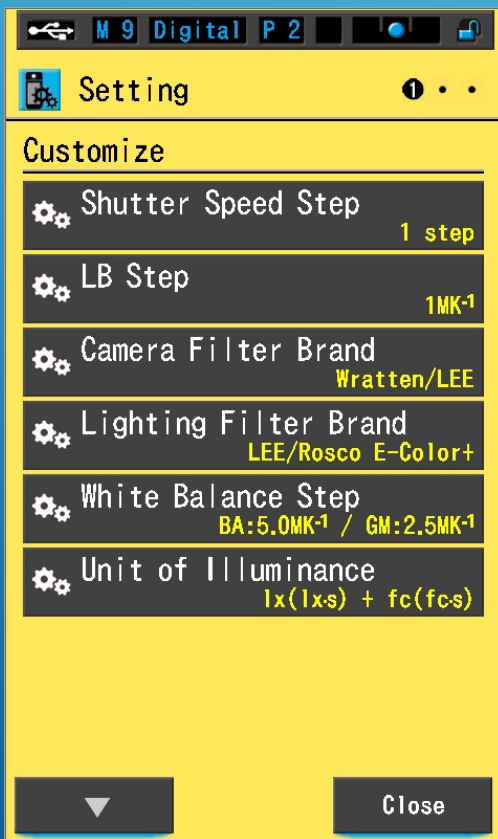 M 9 Digital P 2
Setting ❶ · ·
Customize
Shutter Speed Step
1 step
LB Step
1MK⁻¹
Camera Filter Brand
Wratten/LEE
Lighting Filter Brand
LEE/Rosco E-Color+
White Balance Step
BA:5.0MK⁻¹ / GM:2.5MK⁻¹
Unit of Illuminance
lx(lx·s) + fc(fc·s)
▼ Close